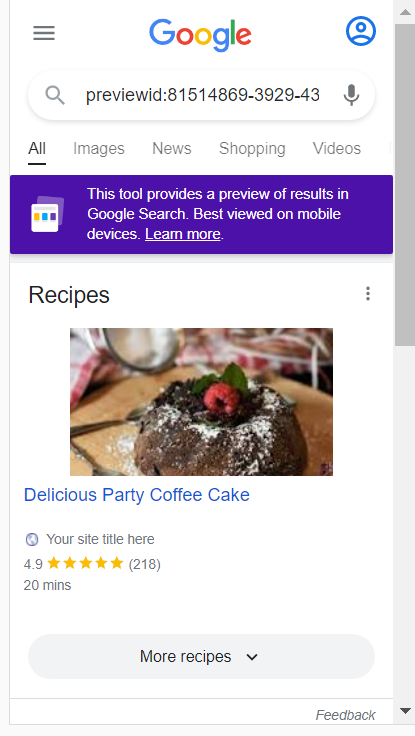 Google
previewid:81514869-3929-43
All Images News Shopping Videos
This tool provides a preview of results in
Google Search. Best viewed on mobile
devices. Learn more.
Recipes
Delicious Party Coffee Cake
Your site title here
4.9 ★★★★★ (218)
20 mins
More recipes
Feedback